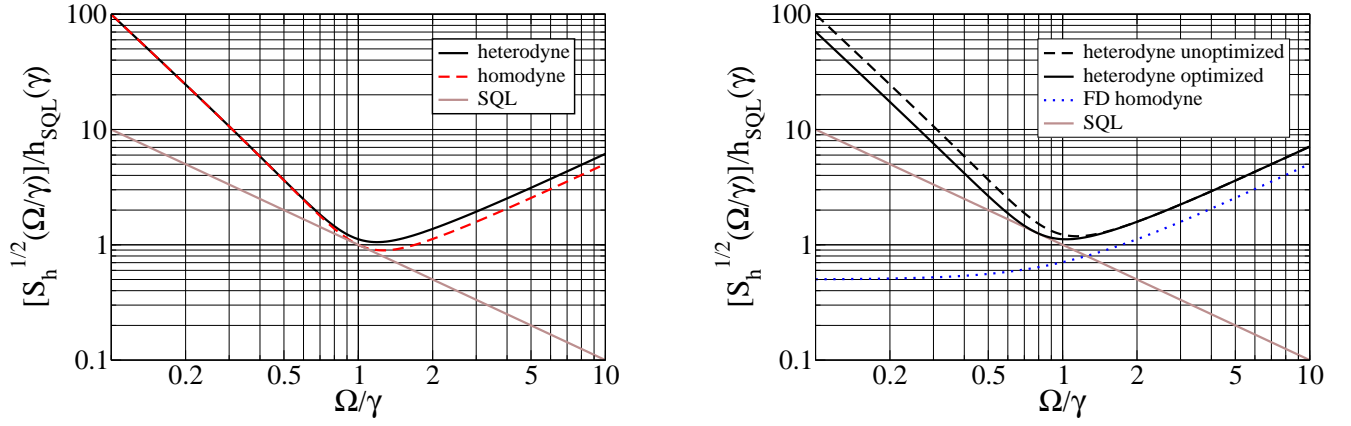 [S_h^{1/2}(Ω/γ)]/h_SQL(γ)
100
10
1
0.1
heterodyne
homodyne
SQL
0.2
0.5
1
2
5
10
Ω/γ
[S_h^{1/2}(Ω/γ)]/h_SQL(γ)
100
10
1
0.1
heterodyne unoptimized
heterodyne optimized
FD homodyne
SQL
0.2
0.5
1
2
5
10
Ω/γ